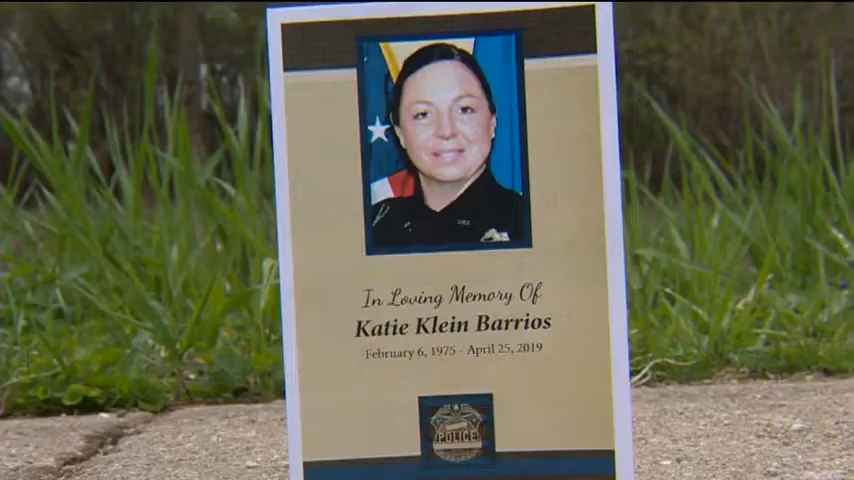 In Loving Memory Of
Katie Klein Barrios
February 6, 1975 - April 25, 2019
POLICE